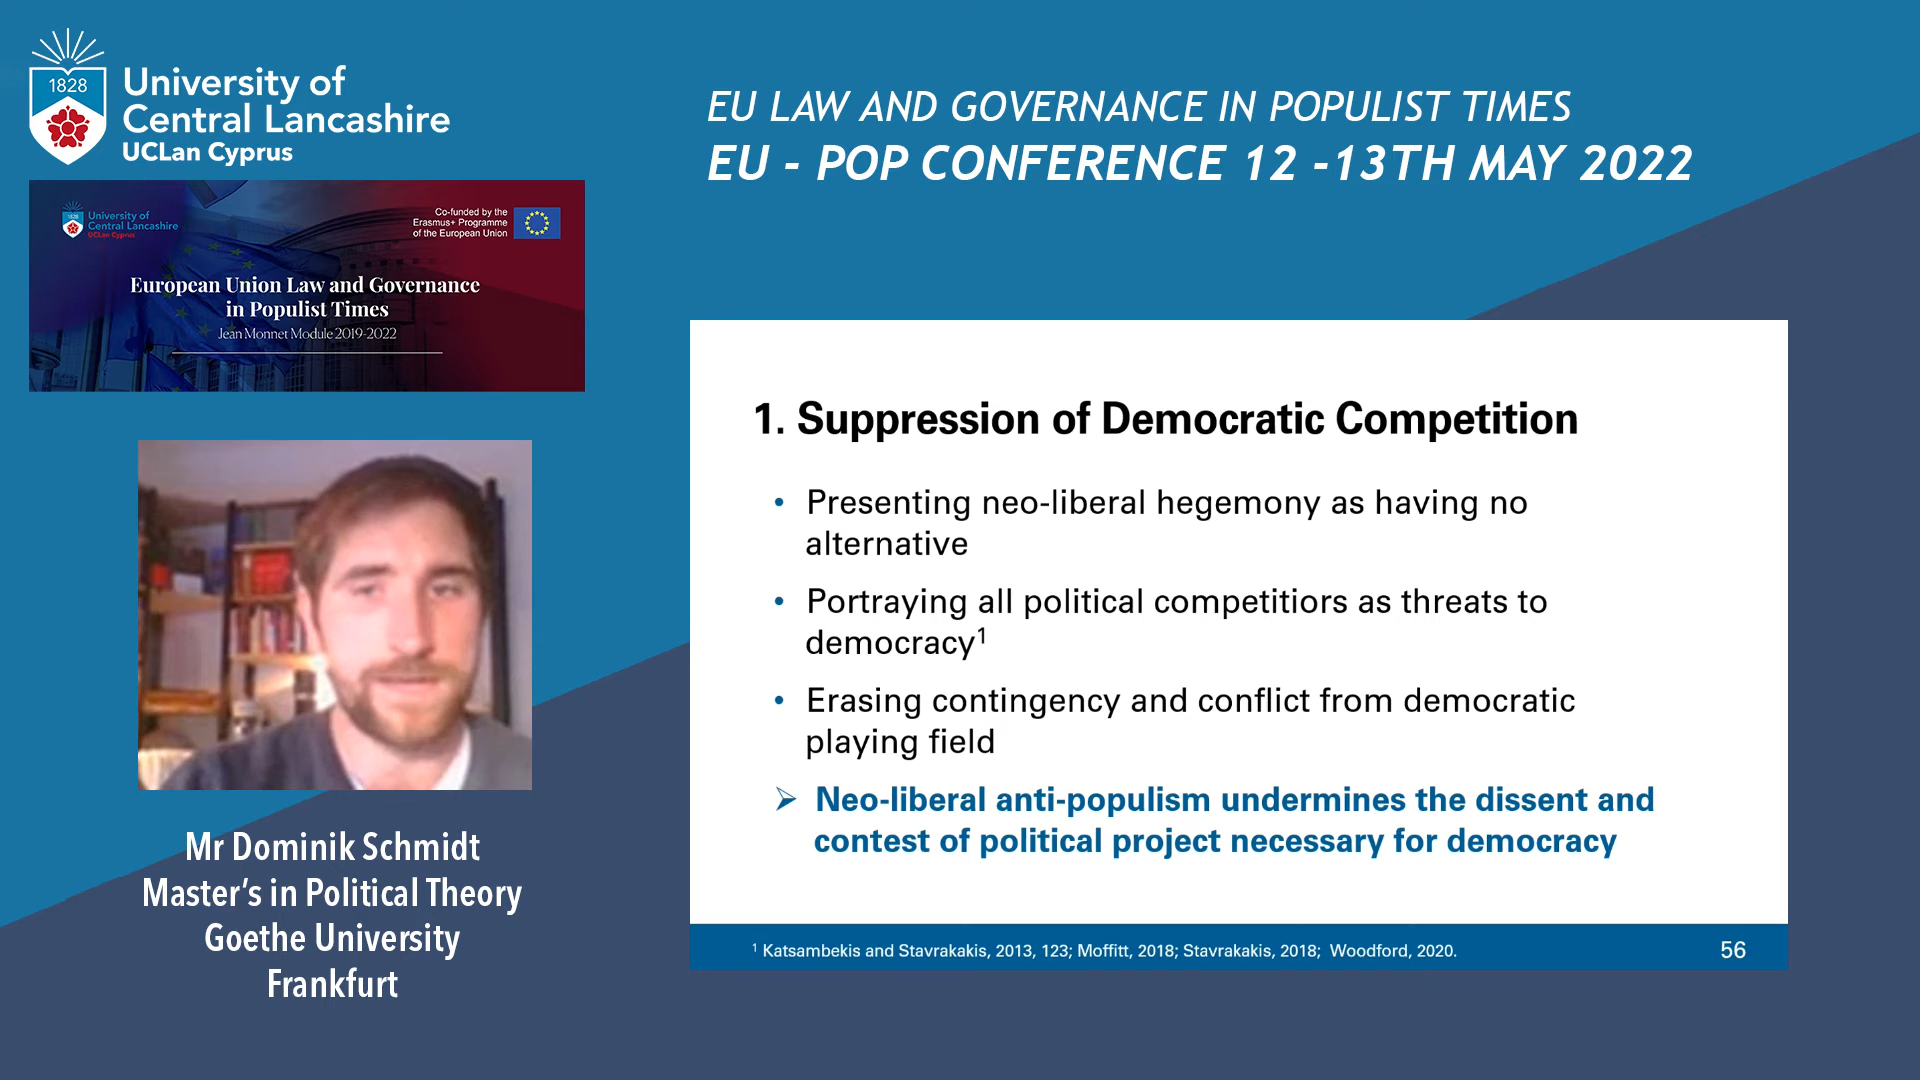 1828
University of
Central Lancashire
UCLan Cyprus
EU LAW AND GOVERNANCE IN POPULIST TIMES
EU - POP CONFERENCE 12 -13TH MAY 2022
1828
University of
Central Lancashire
UCLan Cyprus
Co-funded by the
Erasmus+ Programme
of the European Union
European Union Law and Governance
in Populist Times
Jean Monnet Module 2019-2022
1. Suppression of Democratic Competition
• Presenting neo-liberal hegemony as having no
alternative
• Portraying all political competitiors as threats to
democracy¹
• Erasing contingency and conflict from democratic
playing field
➢ Neo-liberal anti-populism undermines the dissent and
contest of political project necessary for democracy
¹ Katsambekis and Stavrakakis, 2013, 123; Moffitt, 2018; Stavrakakis, 2018; Woodford, 2020.
56
Mr Dominik Schmidt
Master’s in Political Theory
Goethe University
Frankfurt